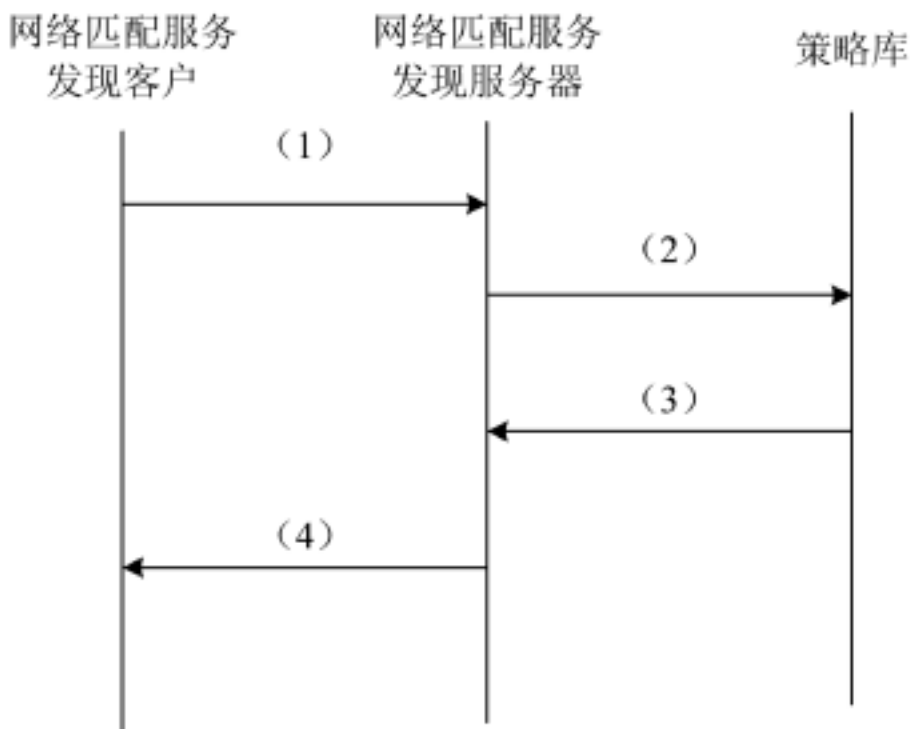 网络匹配服务
发现客户
网络匹配服务
发现服务器
策略库
（1）
（2）
（3）
（4）